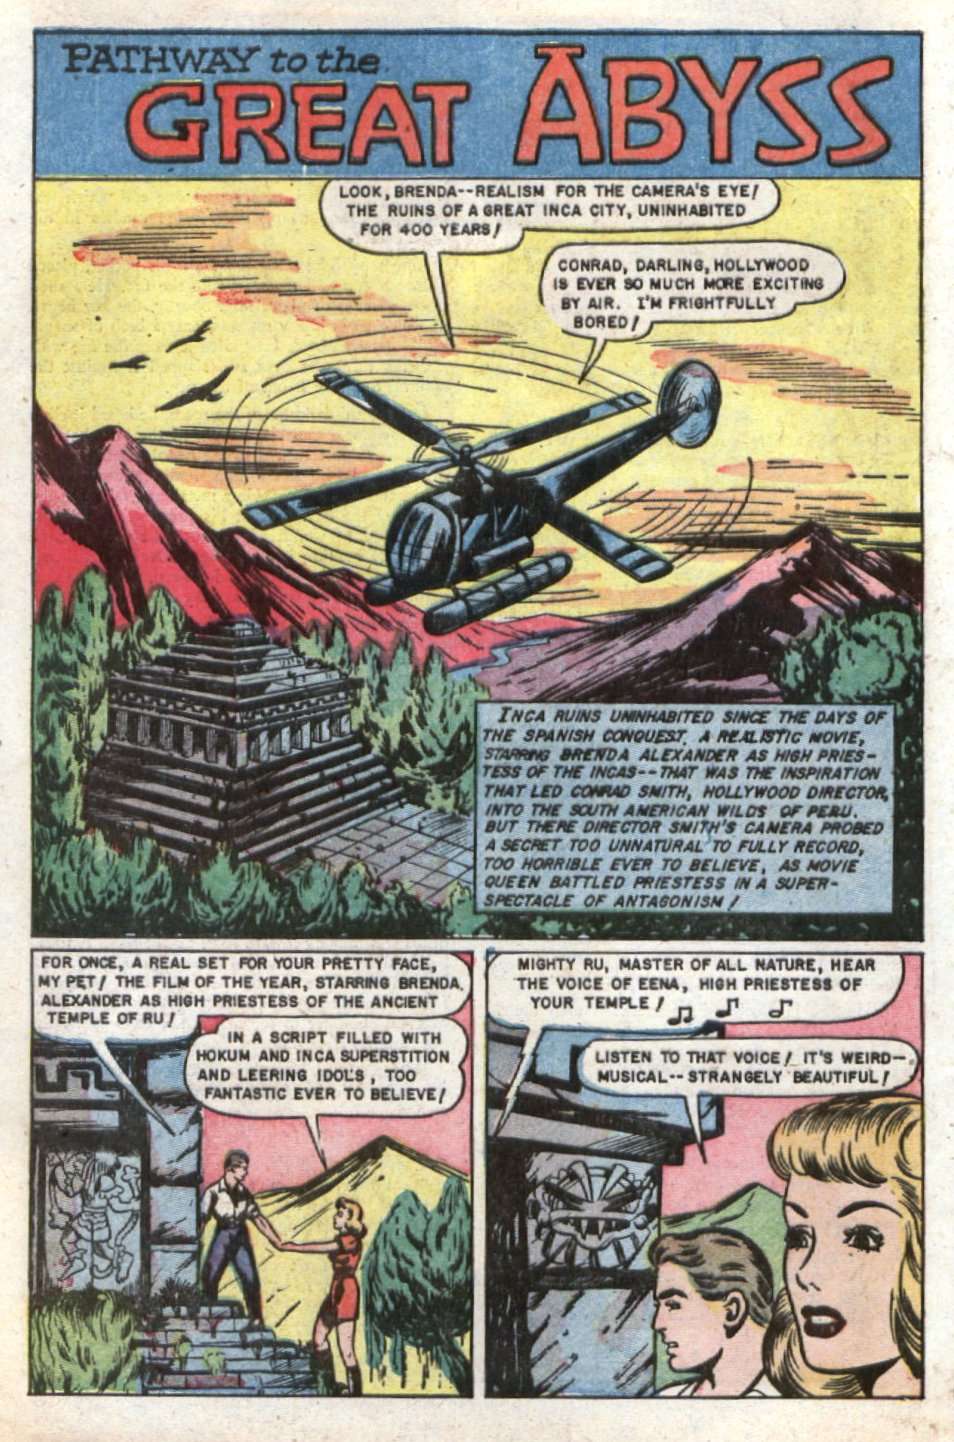 PATHWAY to the
GREAT ABYSS
LOOK, BRENDA--REALISM FOR THE CAMERA'S EYE!
THE RUINS OF A GREAT INCA CITY, UNINHABITED
FOR 400 YEARS!
CONRAD, DARLING, HOLLYWOOD
IS EVER SO MUCH MORE EXCITING
BY AIR. I'M FRIGHTFULLY
BORED!
INCA RUINS UNINHABITED SINCE THE DAYS OF
THE SPANISH CONQUEST. A REALISTIC MOVIE,
STARRING BRENDA ALEXANDER AS HIGH PRIES-
TESS OF THE INCAS--THAT WAS THE INSPIRATION
THAT LED CONRAD SMITH, HOLLYWOOD DIRECTOR,
INTO THE SOUTH AMERICAN WILDS OF PERU.
BUT THERE DIRECTOR SMITH'S CAMERA PROBED
A SECRET TOO UNNATURAL TO FULLY RECORD,
TOO HORRIBLE EVER TO BELIEVE, AS MOVIE
QUEEN BATTLED PRIESTESS IN A SUPER-
SPECTACLE OF ANTAGONISM!
FOR ONCE, A REAL SET FOR YOUR PRETTY FACE,
MY PET! THE FILM OF THE YEAR, STARRING BRENDA
ALEXANDER AS HIGH PRIESTESS OF THE ANCIENT
TEMPLE OF RU!
IN A SCRIPT FILLED WITH
HOKUM AND INCA SUPERSTITION
AND LEERING IDOLS, TOO
FANTASTIC EVER TO BELIEVE!
MIGHTY RU, MASTER OF ALL NATURE, HEAR
THE VOICE OF EENA, HIGH PRIESTESS OF
YOUR TEMPLE!
LISTEN TO THAT VOICE! IT'S WEIRD--
MUSICAL--STRANGELY BEAUTIFUL!